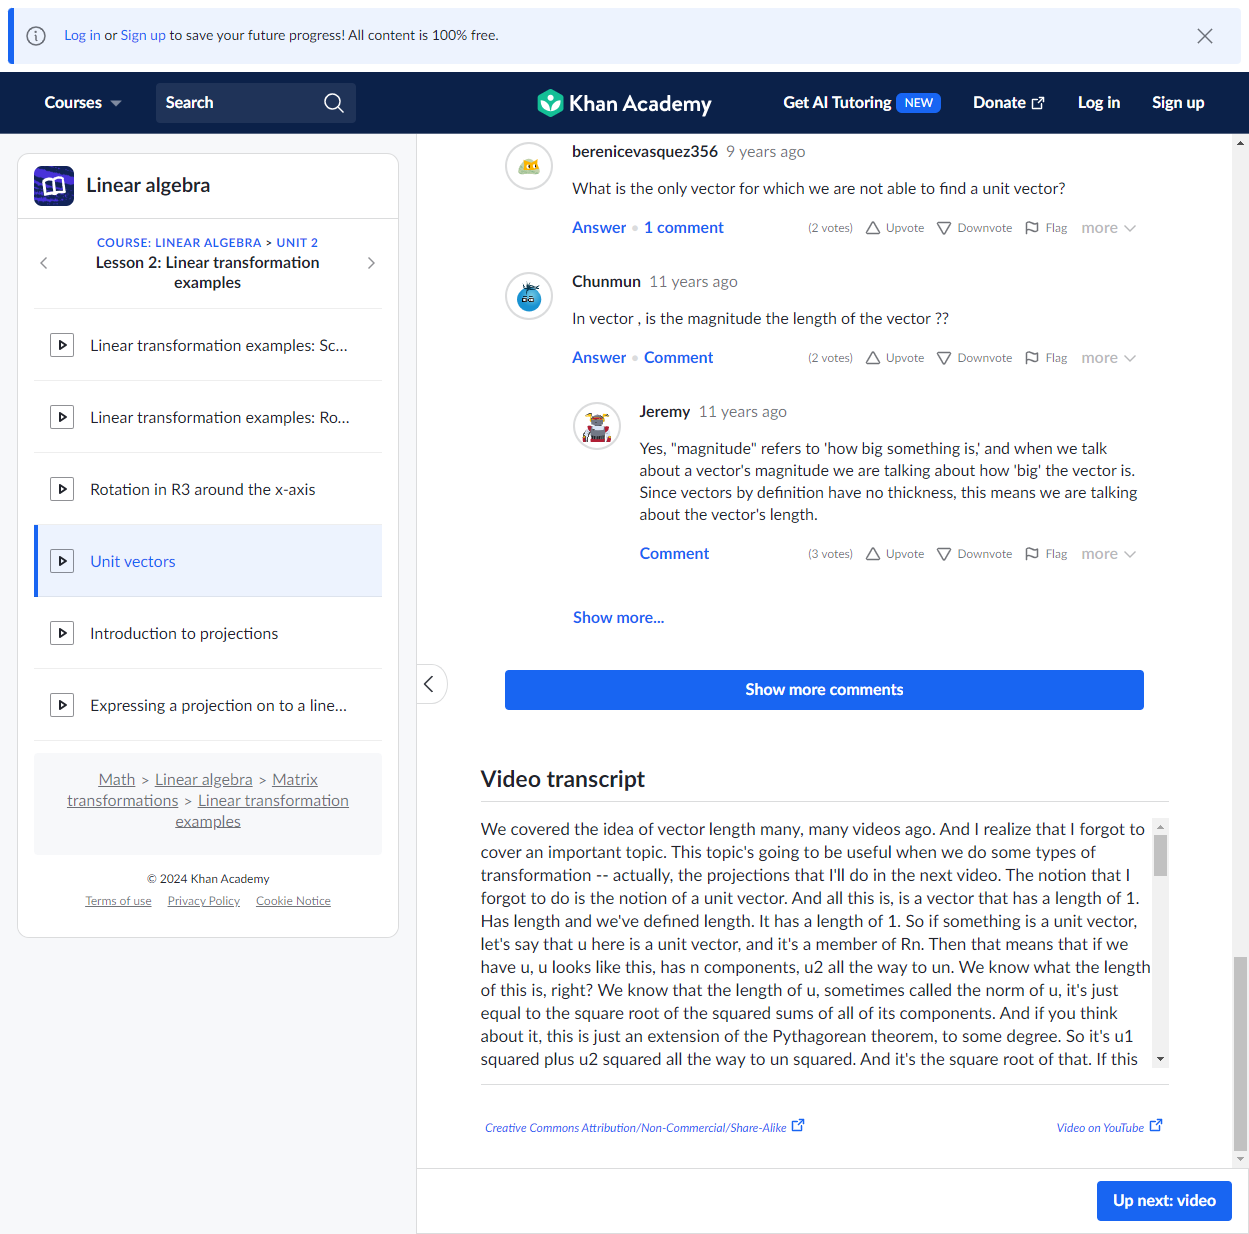 Log in or Sign up to save your future progress! All content is 100% free.
Courses
Search
Khan Academy
Get AI Tutoring NEW
Donate
Log in
Sign up
Linear algebra
COURSE: LINEAR ALGEBRA > UNIT 2
Lesson 2: Linear transformation
examples
Linear transformation examples: Sc...
Linear transformation examples: Ro...
Rotation in R3 around the x-axis
Unit vectors
Introduction to projections
Expressing a projection on to a line...
Math > Linear algebra > Matrix
transformations > Linear transformation
examples
© 2024 Khan Academy
Terms of use Privacy Policy Cookie Notice
berenicevasquez356 9 years ago
What is the only vector for which we are not able to find a unit vector?
Answer • 1 comment (2 votes) Upvote Downvote Flag more
Chunmun 11 years ago
In vector , is the magnitude the length of the vector ??
Answer • Comment (2 votes) Upvote Downvote Flag more
Jeremy 11 years ago
Yes, "magnitude" refers to 'how big something is,' and when we talk
about a vector's magnitude we are talking about how 'big' the vector is.
Since vectors by definition have no thickness, this means we are talking
about the vector's length.
Comment (3 votes) Upvote Downvote Flag more
Show more...
Show more comments
Video transcript
We covered the idea of vector length many, many videos ago. And I realize that I forgot to
cover an important topic. This topic's going to be useful when we do some types of
transformation -- actually, the projections that I'll do in the next video. The notion that I
forgot to do is the notion of a unit vector. And all this is, is a vector that has a length of 1.
Has length and we've defined length. It has a length of 1. So if something is a unit vector,
let's say that u here is a unit vector, and it's a member of Rn. Then that means that if we
have u, u looks like this, has n components, u2 all the way to un. We know what the length
of this is, right? We know that the length of u, sometimes called the norm of u, it's just
equal to the square root of the squared sums of all of its components. And if you think
about it, this is just an extension of the Pythagorean theorem, to some degree. So it's u1
squared plus u2 squared all the way to un squared. And it's the square root of that. If this
Creative Commons Attribution/Non-Commercial/Share-Alike
Video on YouTube
Up next: video